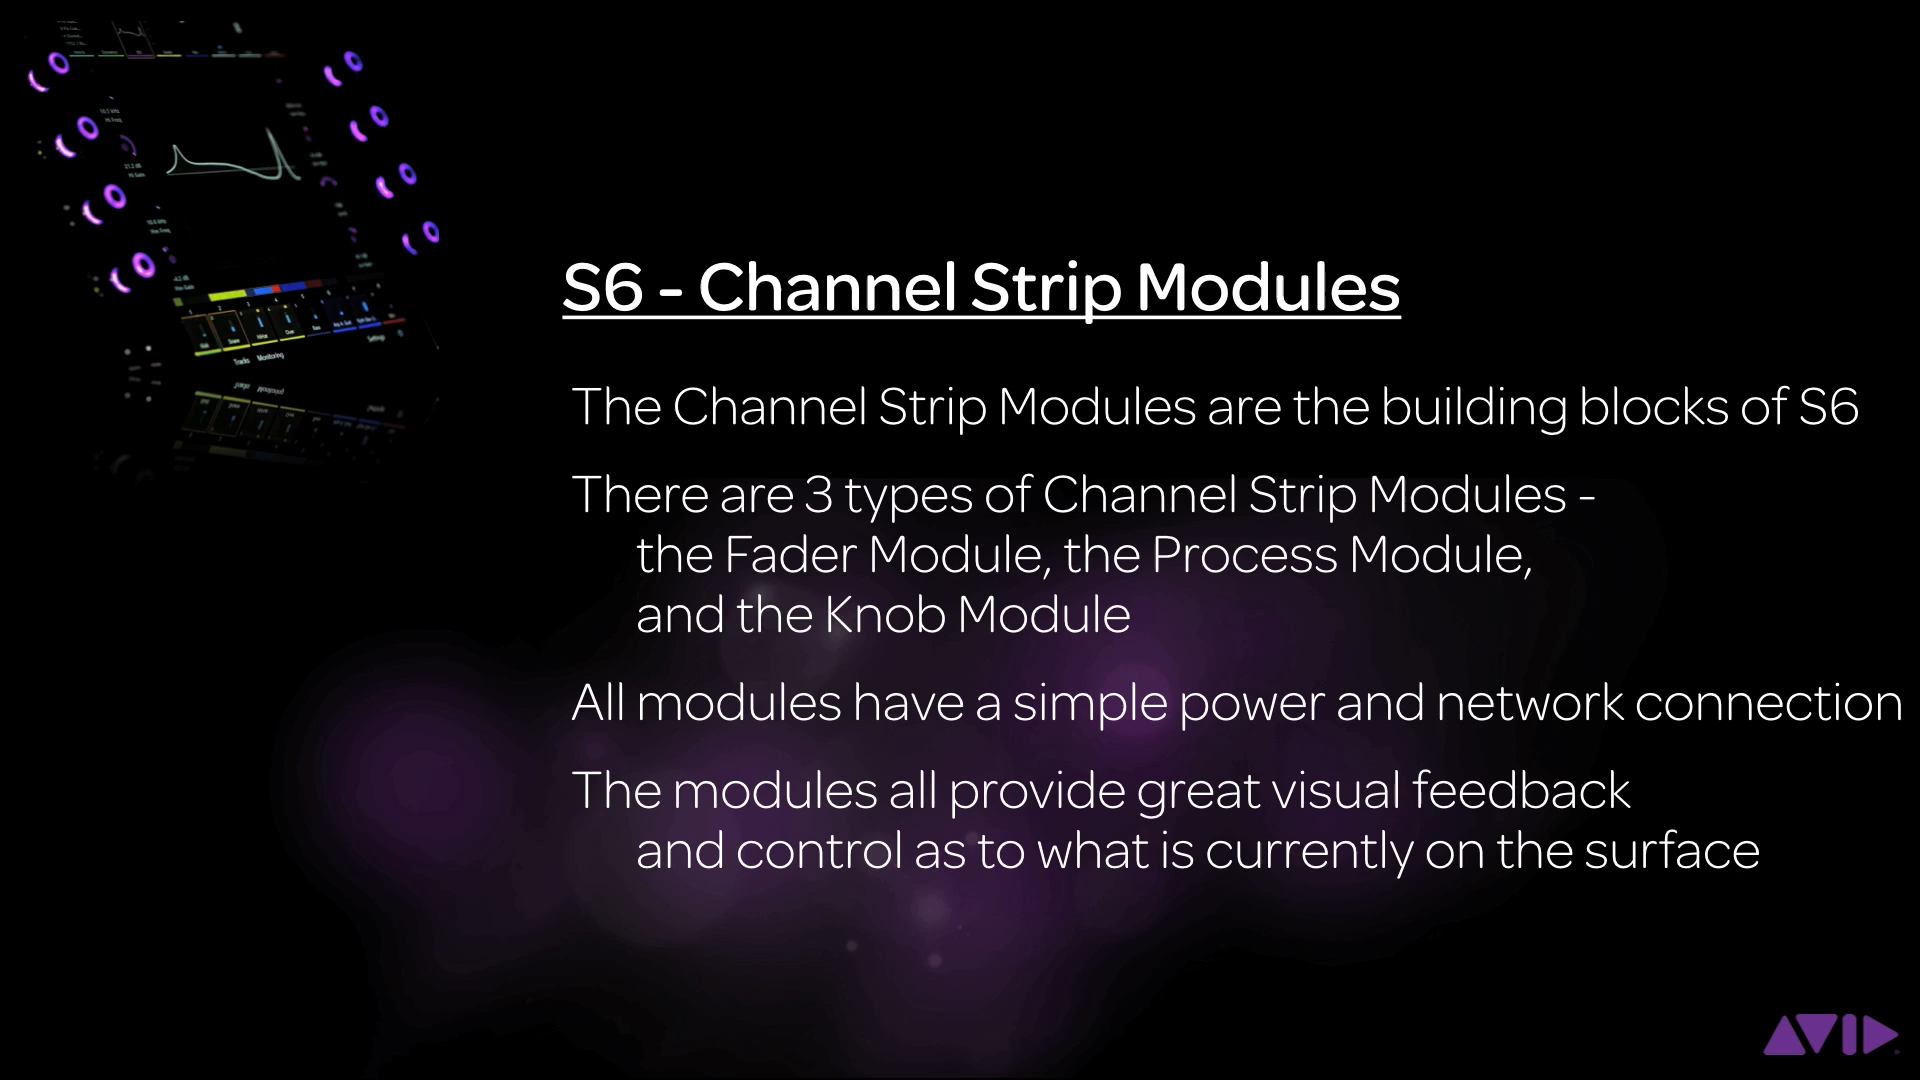 S6 - Channel Strip Modules
The Channel Strip Modules are the building blocks of S6
There are 3 types of Channel Strip Modules -
the Fader Module, the Process Module,
and the Knob Module
All modules have a simple power and network connection
The modules all provide great visual feedback
and control as to what is currently on the surface
Tracks Monitoring
Settings
AVID